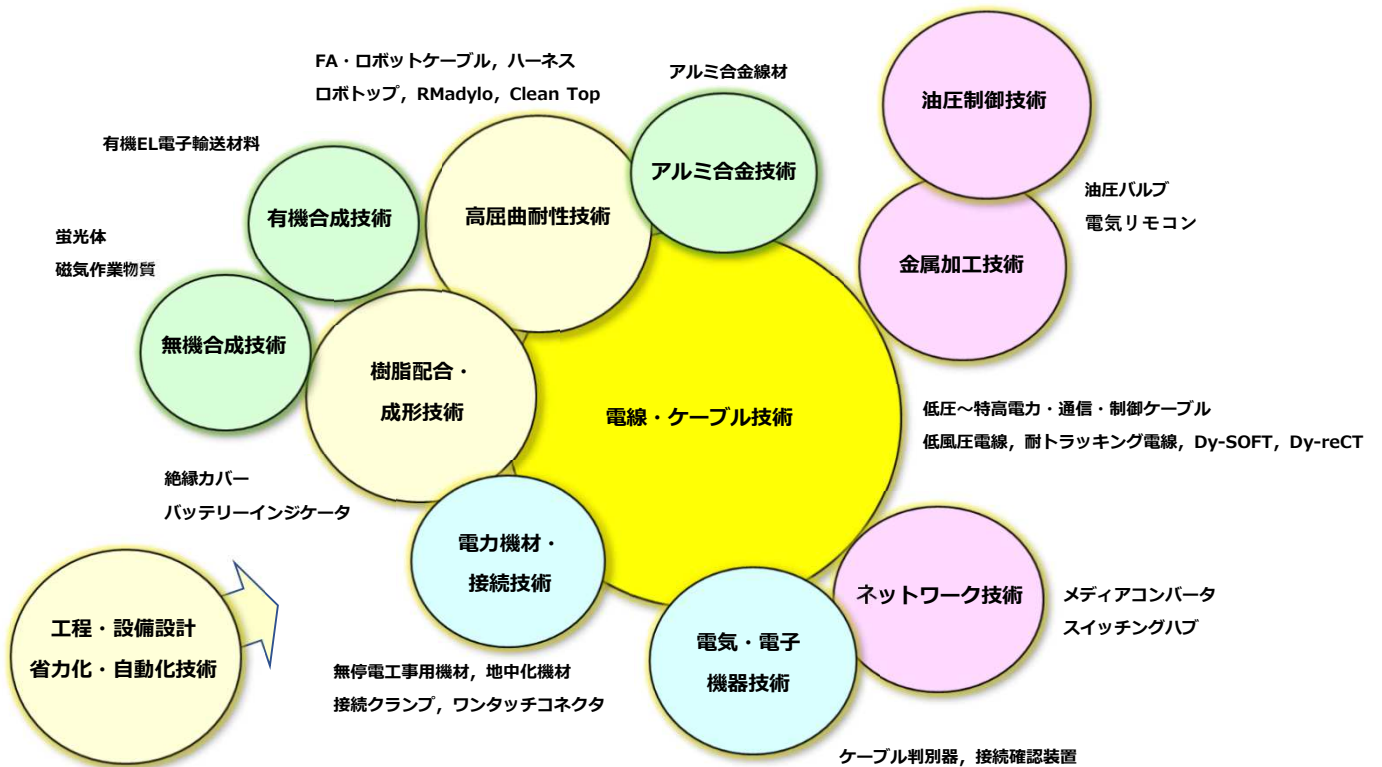 FA・ロボットケーブル，ハーネス
ロボトップ，RMadylo，Clean Top
アルミ合金線材
油圧制御技術
有機EL電子輸送材料
アルミ合金技術
油圧バルブ
電気リモコン
有機合成技術
高屈曲耐性技術
蛍光体
磁気作業物質
金属加工技術
無機合成技術
樹脂配合・
成形技術
電線・ケーブル技術
低圧～特高電力・通信・制御ケーブル
低風圧電線，耐トラッキング電線，Dy-SOFT，Dy-reCT
絶縁カバー
バッテリーインジケータ
電力機材・
接続技術
ネットワーク技術
メディアコンバータ
スイッチングハブ
工程・設備設計
省力化・自動化技術
電気・電子
機器技術
無停電工事用機材，地中化機材
接続クランプ，ワンタッチコネクタ
ケーブル判別器，接続確認装置